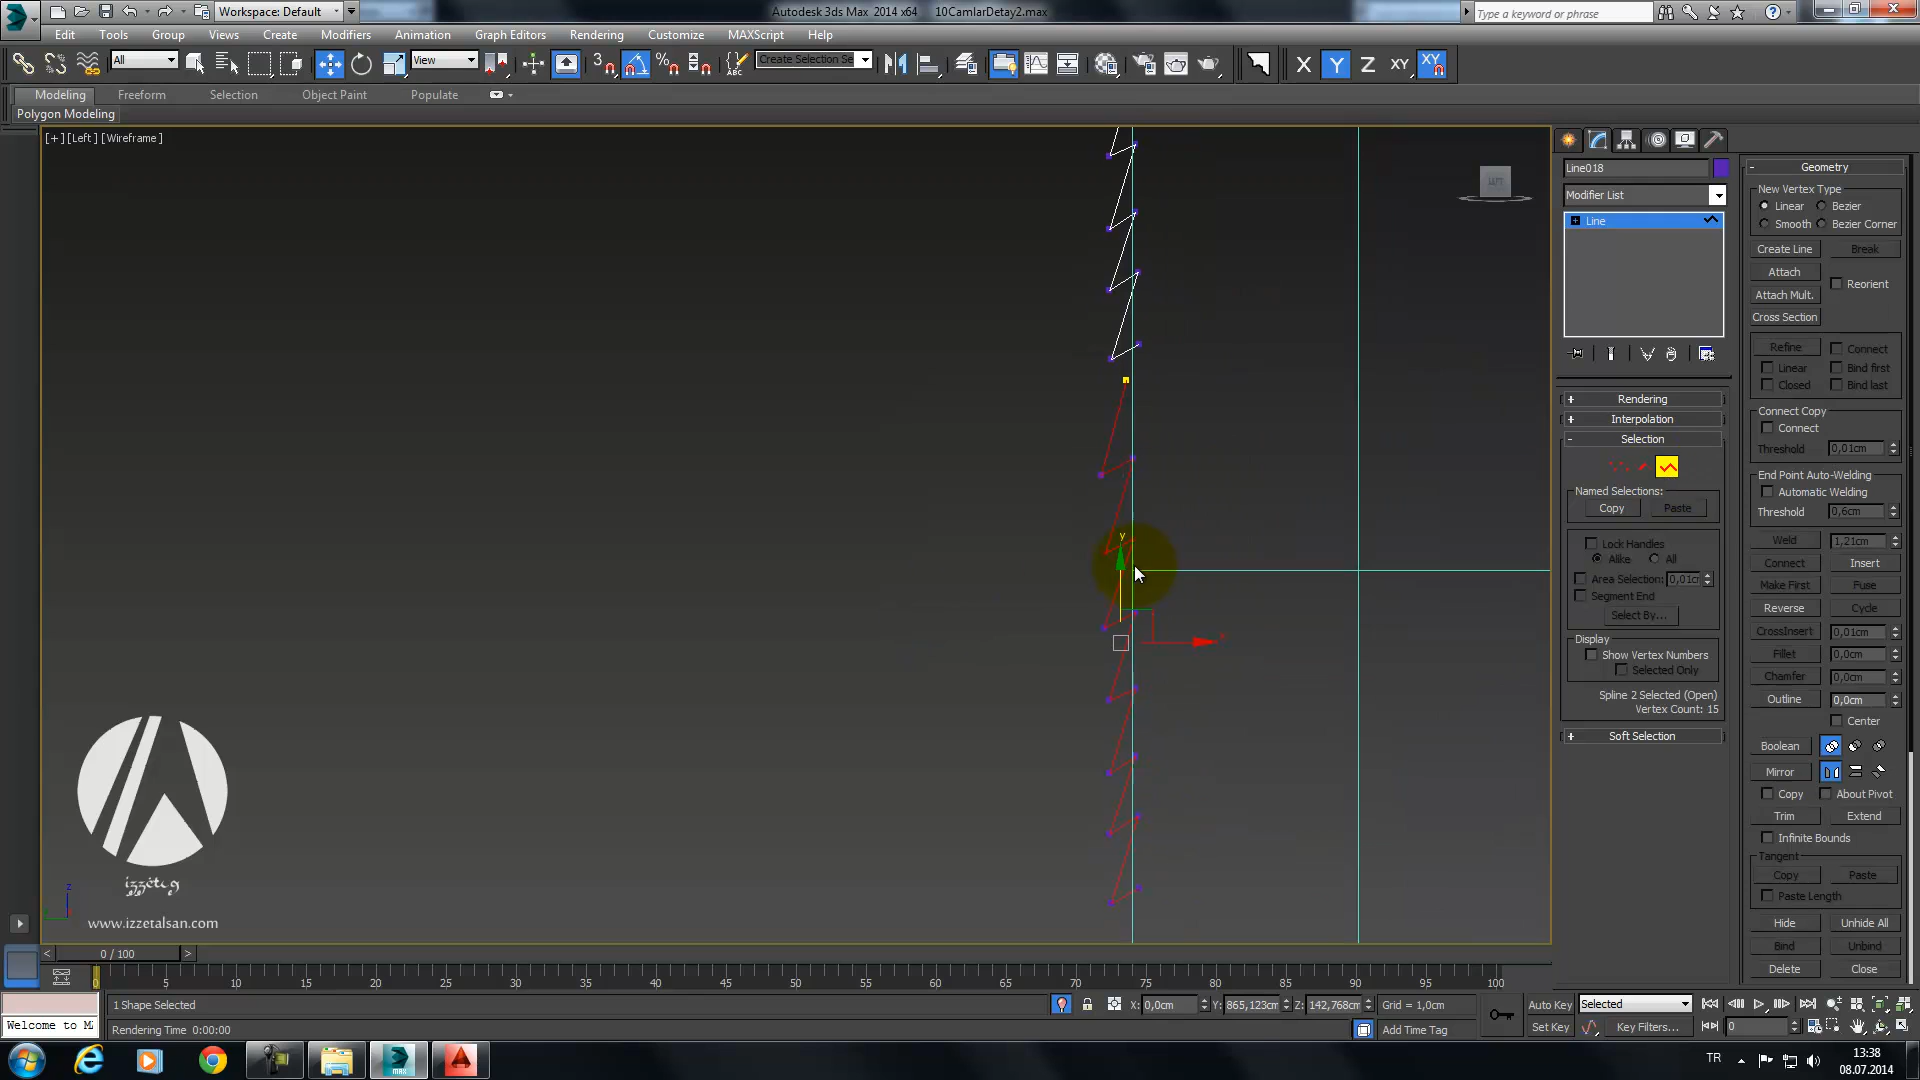 Workspace: Default
Autodesk 3ds Max 2014 x64 10CamlarDetay2.max
Type a keyword or phrase
Edit Tools Group Views Create Modifiers Animation Graph Editors Rendering Customize MAXScript Help
All
View
3
Create Selection Se
X Y Z XY XY
Modeling Freeform Selection Object Paint Populate
Polygon Modeling
[+][Left][Wireframe]
LEFT
Line018
Modifier List
Line
Rendering
Interpolation
Selection
Named Selections:
Copy Paste
Lock Handles
Alike All
Area Selection: 0,01c
Segment End
Select By...
Display
Show Vertex Numbers
Selected Only
Spline 2 Selected (Open)
Vertex Count: 15
Soft Selection
Geometry
New Vertex Type
Linear Bezier
Smooth Bezier Corner
Create Line Break
Attach
Reorient
Attach Mult.
Cross Section
Refine Connect
Linear Bind first
Closed Bind last
Connect Copy
Connect
Threshold 0,01cm
End Point Auto-Welding
Automatic Welding
Threshold 0,6cm
Weld 1,21cm
Connect Insert
Make First Fuse
Reverse Cycle
CrossInsert 0,01cm
Fillet 0,0cm
Chamfer 0,0cm
Outline 0,0cm
Center
Boolean
Mirror
Copy About Pivot
Trim Extend
Infinite Bounds
Tangent
Copy Paste
Paste Length
Hide Unhide All
Bind Unbind
Delete Close
y
x
z
www.izzetalsan.com
< 0 / 100 >
0 5 10 15 20 25 30 35 40 45 50 55 60 65 70 75 80 85 90 95 100
1 Shape Selected
X: 0,0cm Y: 865,123cm Z: 142,768cm Grid = 1,0cm
Auto Key Selected
Welcome to M
Rendering Time 0:00:00
Add Time Tag
Set Key Key Filters... 0
TR
13:38
08.07.2014